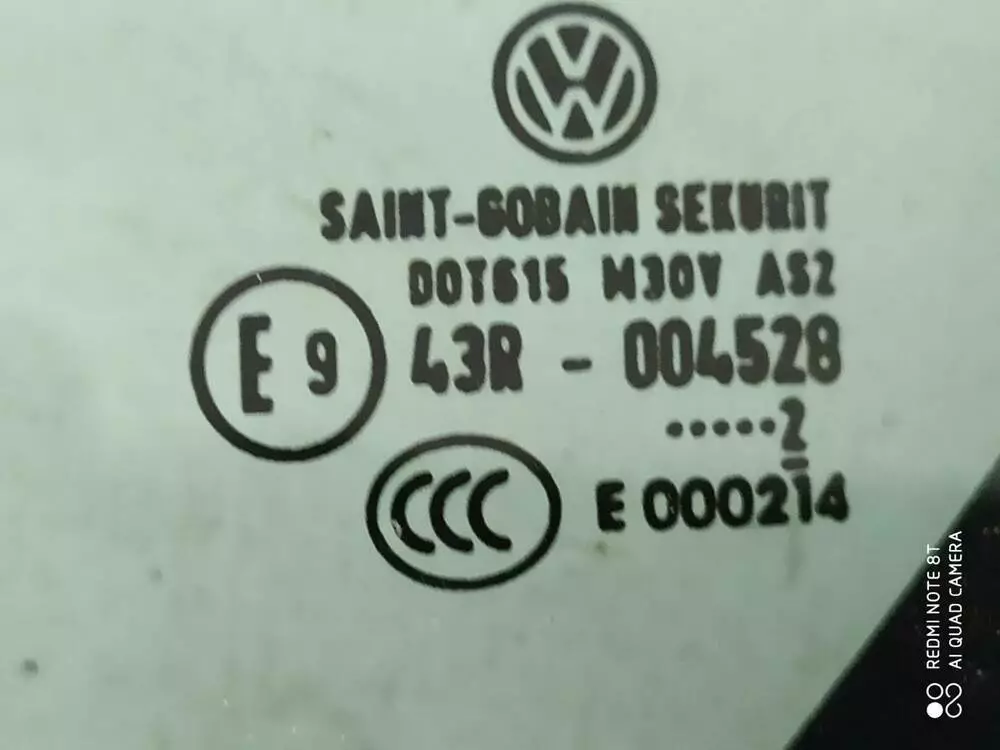 SAINT-GOBAIN SEKURIT
DOT615 M30V AS2
E 9 43R - 004528
.....2
CCC E 000214
REDMI NOTE 8T
AI QUAD CAMERA